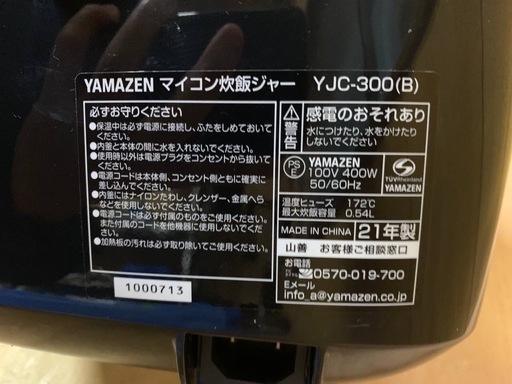 YAMAZEN マイコン炊飯ジャー YJC-300(B)
必ずお守りください
●保温中は必ず電源に接続し、ふたをしめておいて
ください。
●内釜と本体の間に水を入れないでください。
●使用時以外は電源プラグをコンセントから抜いて
ください。
●電源コードは本体側、コンセント側ともに確実に
差し込んでください。
●内釜にはナイロンたわし、クレンザー、金属へら
などを使用しないでください。
●電源コードは必ず付属のものをご使用ください。
また、付属のコードを他機器に使用しないで
ください。
●加熱板の汚れは必ず取り除いてご使用ください。
1000713
警告
感電のおそれあり
水につけたり、水をかけたり
しないでください。
PS
E
YAMAZEN
100V 400W
50/60Hz
TÜVRheinland
YAMAZEN
温度ヒューズ 172℃
最大炊飯容量 0.54L
MADE IN CHINA 21年製
山善 お客様ご相談窓口
お電話
0570-019-700
Eメール
info_a@yamazen.co.jp